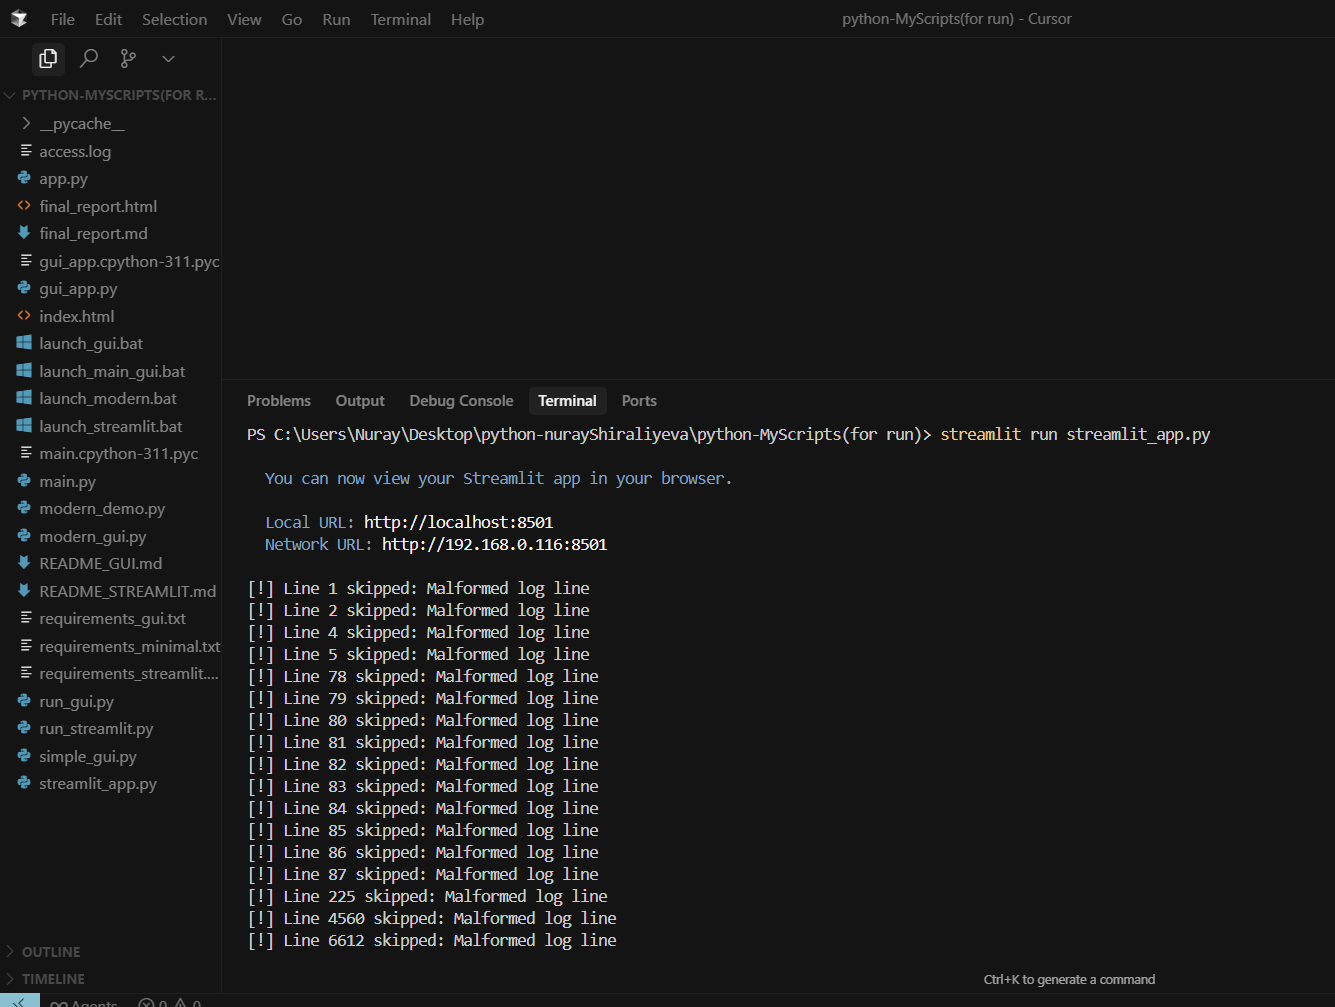 File Edit Selection View Go Run Terminal Help
python-MyScripts(for run) - Cursor
PYTHON-MYSCRIPTS(FOR R...
__pycache__
access.log
app.py
final_report.html
final_report.md
gui_app.cpython-311.pyc
gui_app.py
index.html
launch_gui.bat
launch_main_gui.bat
launch_modern.bat
launch_streamlit.bat
main.cpython-311.pyc
main.py
modern_demo.py
modern_gui.py
README_GUI.md
README_STREAMLIT.md
requirements_gui.txt
requirements_minimal.txt
requirements_streamlit....
run_gui.py
run_streamlit.py
simple_gui.py
streamlit_app.py
OUTLINE
TIMELINE
Problems Output Debug Console Terminal Ports
PS C:\Users\Nuray\Desktop\python-nurayShiraliyeva\python-MyScripts(for run)> streamlit run streamlit_app.py
You can now view your Streamlit app in your browser.
Local URL: http://localhost:8501
Network URL: http://192.168.0.116:8501
[!] Line 1 skipped: Malformed log line
[!] Line 2 skipped: Malformed log line
[!] Line 4 skipped: Malformed log line
[!] Line 5 skipped: Malformed log line
[!] Line 78 skipped: Malformed log line
[!] Line 79 skipped: Malformed log line
[!] Line 80 skipped: Malformed log line
[!] Line 81 skipped: Malformed log line
[!] Line 82 skipped: Malformed log line
[!] Line 83 skipped: Malformed log line
[!] Line 84 skipped: Malformed log line
[!] Line 85 skipped: Malformed log line
[!] Line 86 skipped: Malformed log line
[!] Line 87 skipped: Malformed log line
[!] Line 225 skipped: Malformed log line
[!] Line 4560 skipped: Malformed log line
[!] Line 6612 skipped: Malformed log line
Ctrl+K to generate a command
Agents 0 0